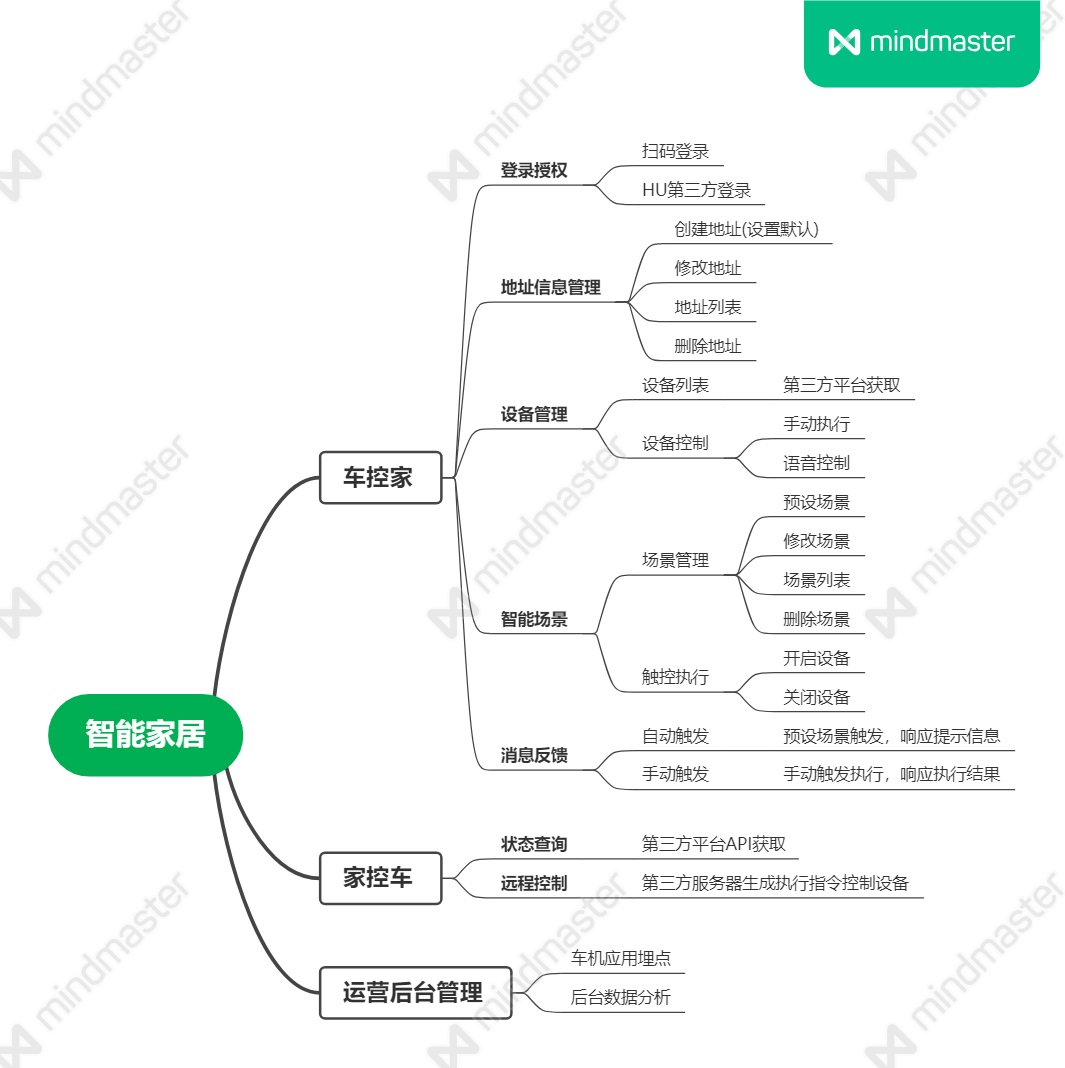 mindmaster
智能家居
车控家
登录授权
扫码登录
HU第三方登录
地址信息管理
创建地址(设置默认)
修改地址
地址列表
删除地址
设备管理
设备列表
第三方平台获取
设备控制
手动执行
语音控制
智能场景
场景管理
预设场景
修改场景
场景列表
删除场景
触控执行
开启设备
关闭设备
消息反馈
自动触发
预设场景触发，响应提示信息
手动触发
手动触发执行，响应执行结果
家控车
状态查询
第三方平台API获取
远程控制
第三方服务器生成执行指令控制设备
运营后台管理
车机应用埋点
后台数据分析
mindmaster
mindmaster
mindmaster
mindmaster
mindmaster
mindmaster
mindmaster
mindmaster
mindmaster